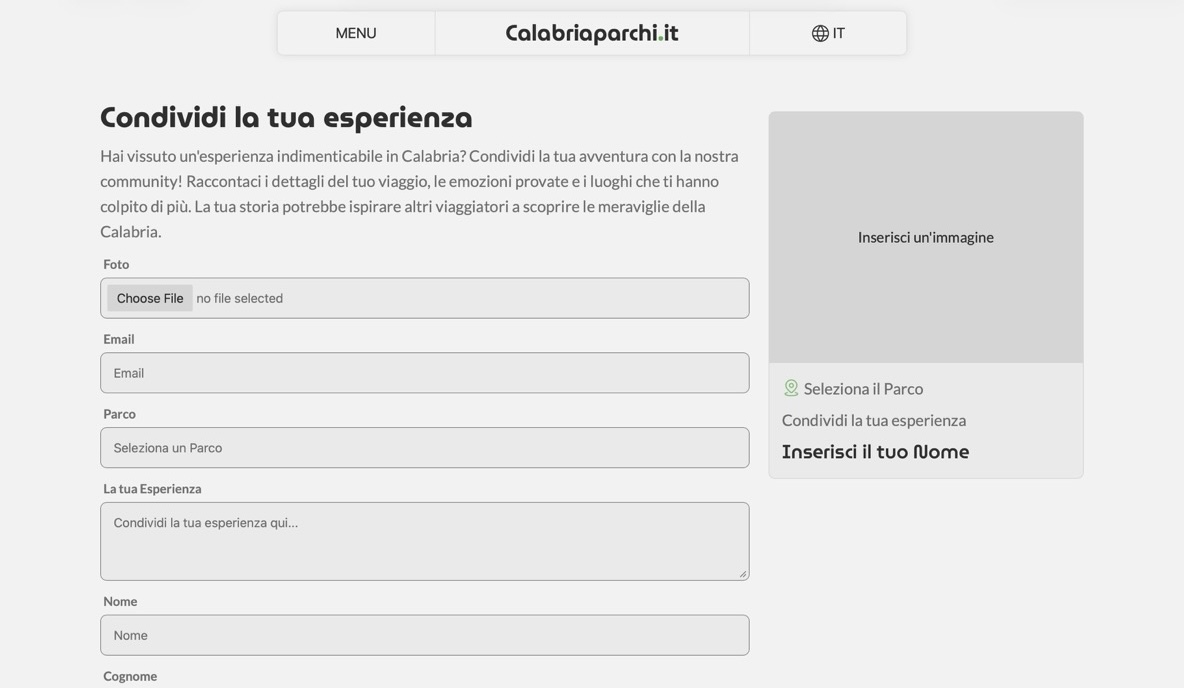 MENU
Calabriaparchi.it
IT
Condividi la tua esperienza
Hai vissuto un'esperienza indimenticabile in Calabria? Condividi la tua avventura con la nostra
community! Raccontaci i dettagli del tuo viaggio, le emozioni provate e i luoghi che ti hanno
colpito di più. La tua storia potrebbe ispirare altri viaggiatori a scoprire le meraviglie della
Calabria.
Foto
Choose File no file selected
Email
Email
Parco
Seleziona un Parco
La tua Esperienza
Condividi la tua esperienza qui...
Nome
Nome
Cognome
Inserisci un'immagine
Seleziona il Parco
Condividi la tua esperienza
Inserisci il tuo Nome